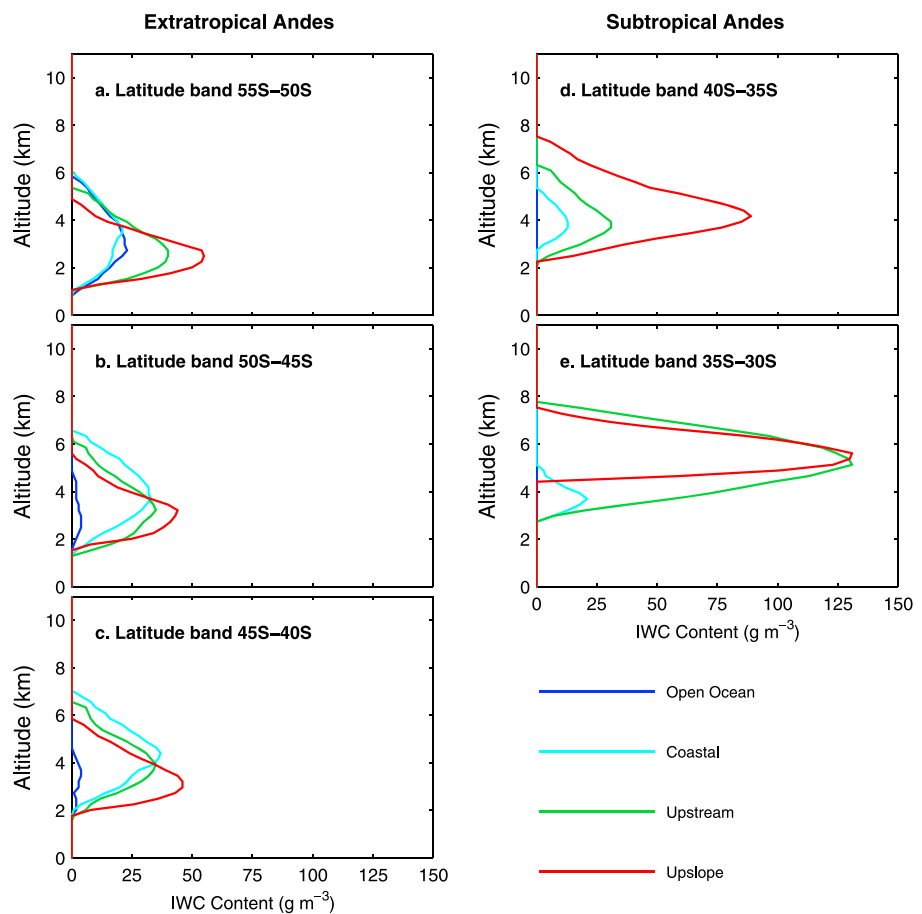 Extratropical Andes
Subtropical Andes
a. Latitude band 55S–50S
Altitude (km)
10
8
6
4
2
0
d. Latitude band 40S–35S
Altitude (km)
10
8
6
4
2
0
b. Latitude band 50S–45S
Altitude (km)
10
8
6
4
2
0
e. Latitude band 35S–30S
Altitude (km)
10
8
6
4
2
0
0 25 50 75 100 125 150
IWC Content (g m⁻³)
c. Latitude band 45S–40S
Altitude (km)
10
8
6
4
2
0
0 25 50 75 100 125 150
IWC Content (g m⁻³)
Open Ocean
Coastal
Upstream
Upslope